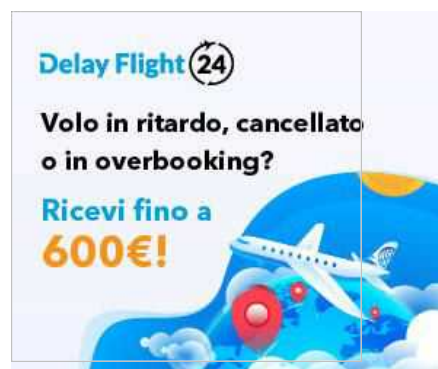 Delay Flight 24
Volo in ritardo, cancellato
o in overbooking?
Ricevi fino a
600€!